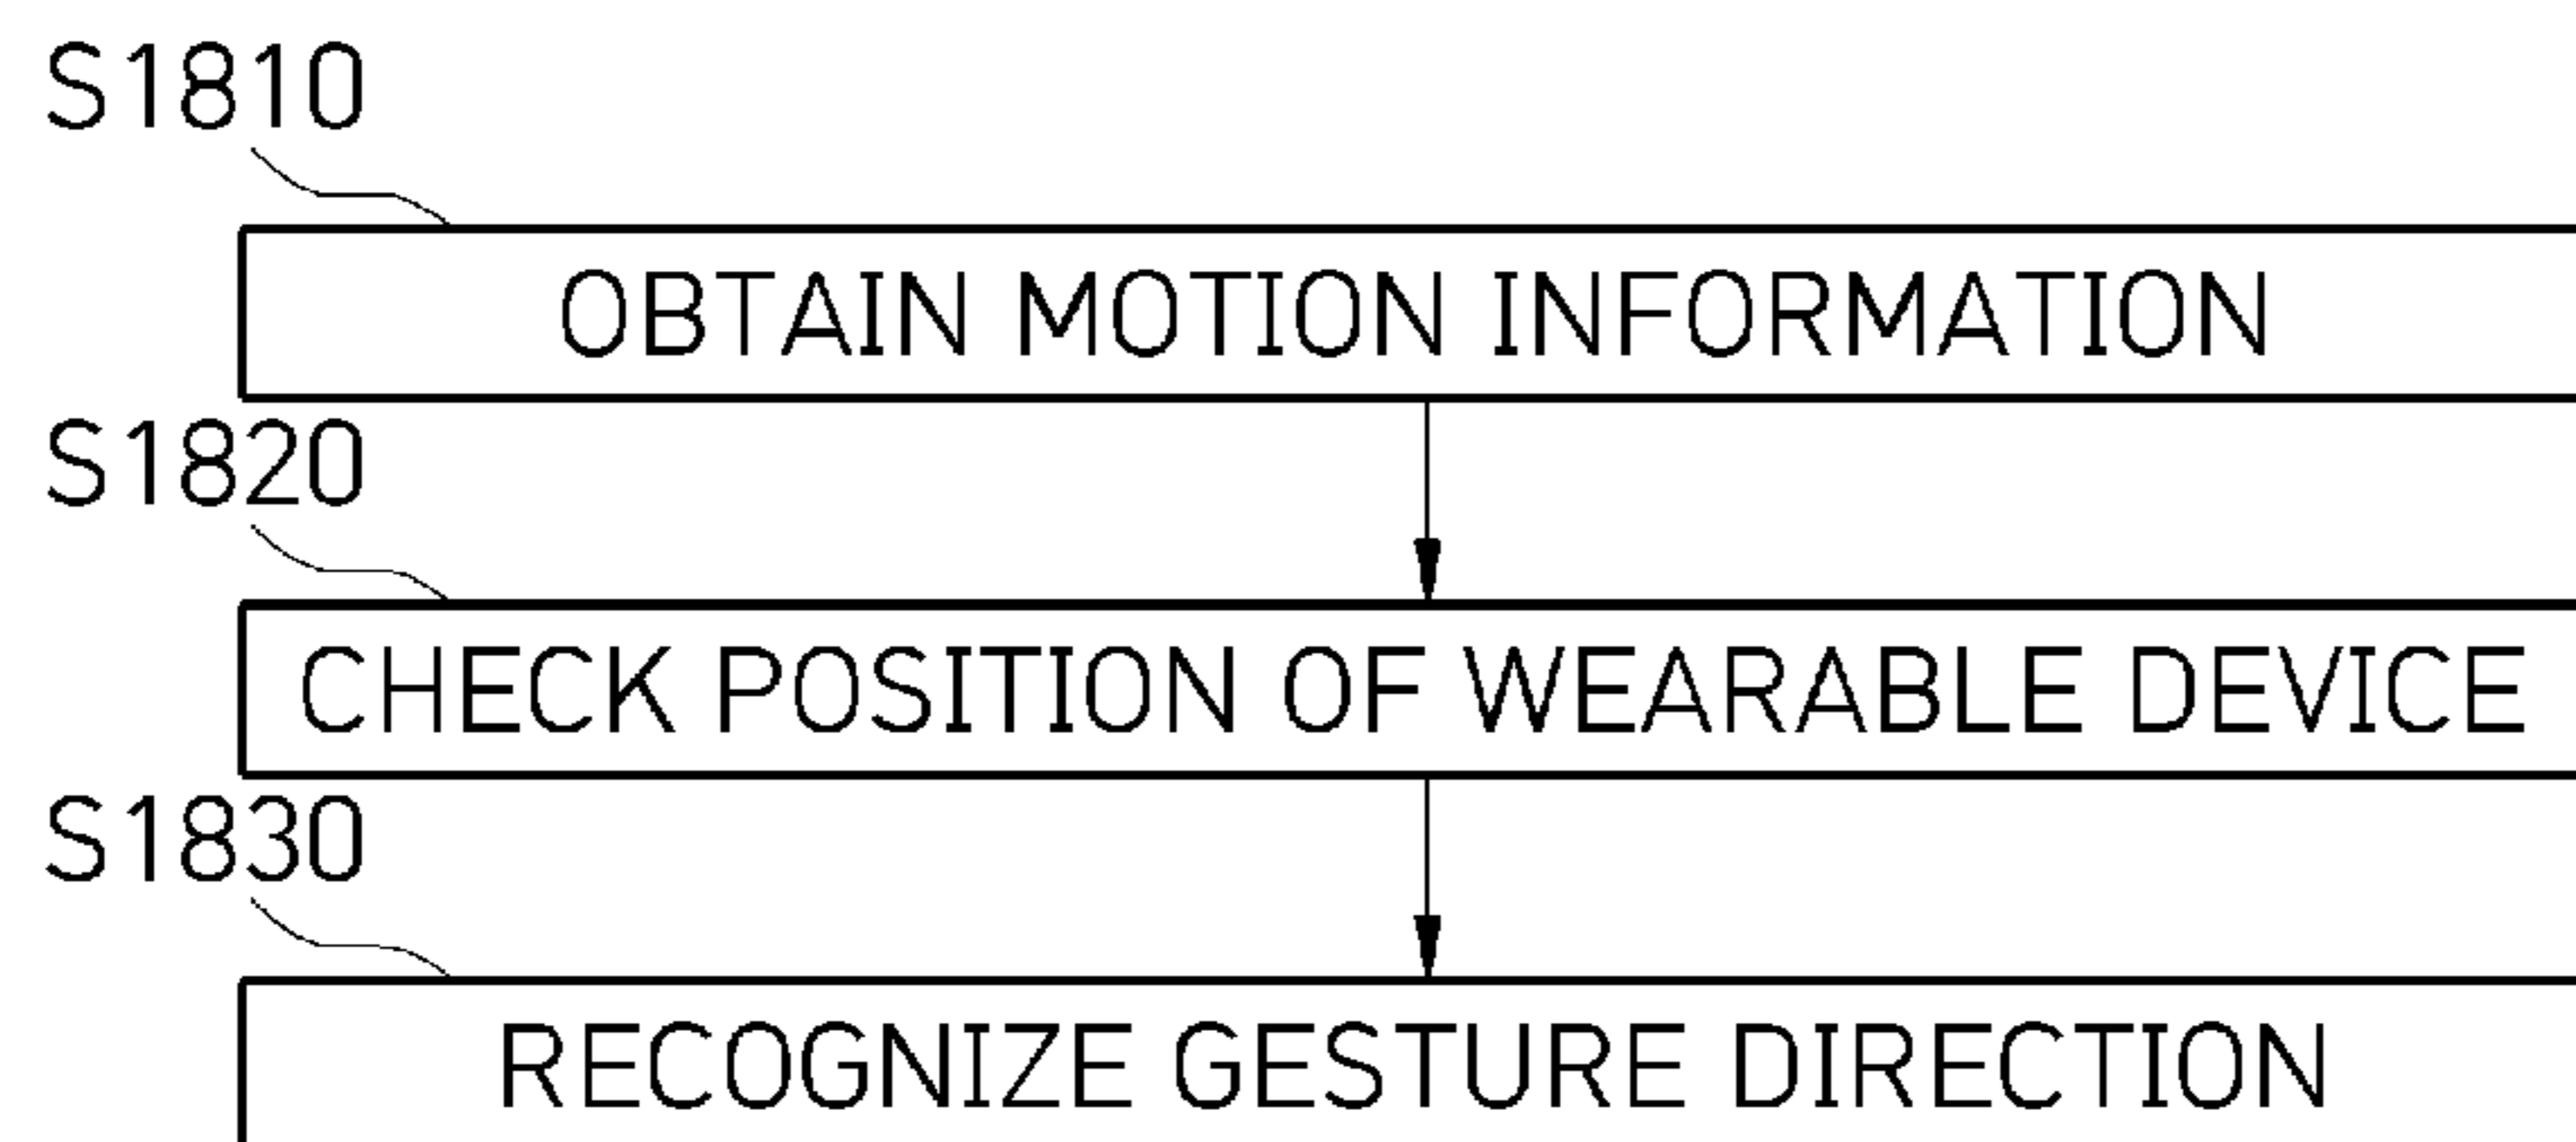 S1810
OBTAIN MOTION INFORMATION
S1820
CHECK POSITION OF WEARABLE DEVICE
S1830
RECOGNIZE GESTURE DIRECTION